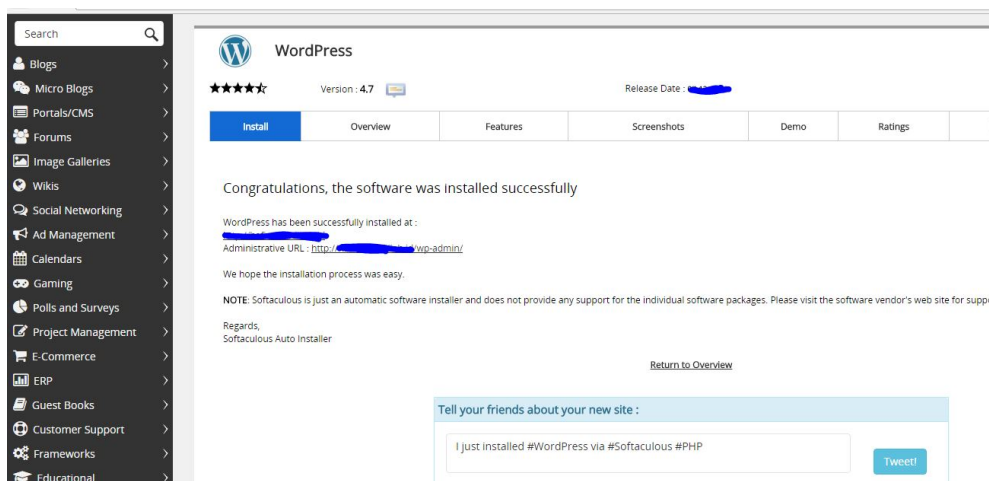 Search
Blogs
Micro Blogs
Portals/CMS
Forums
Image Galleries
Wikis
Social Networking
Ad Management
Calendars
Gaming
Polls and Surveys
Project Management
E-Commerce
ERP
Guest Books
Customer Support
Frameworks
Educational
WordPress
Version : 4.7
Release Date :
Install Overview Features Screenshots Demo Ratings
Congratulations, the software was installed successfully
WordPress has been successfully installed at :
Administrative URL : http:/ /wp-admin/
We hope the installation process was easy.
NOTE: Softaculous is just an automatic software installer and does not provide any support for the individual software packages. Please visit the software vendor's web site for
Regards,
Softaculous Auto Installer
Return to Overview
Tell your friends about your new site :
I just installed #WordPress via #Softaculous #PHP
Tweet!